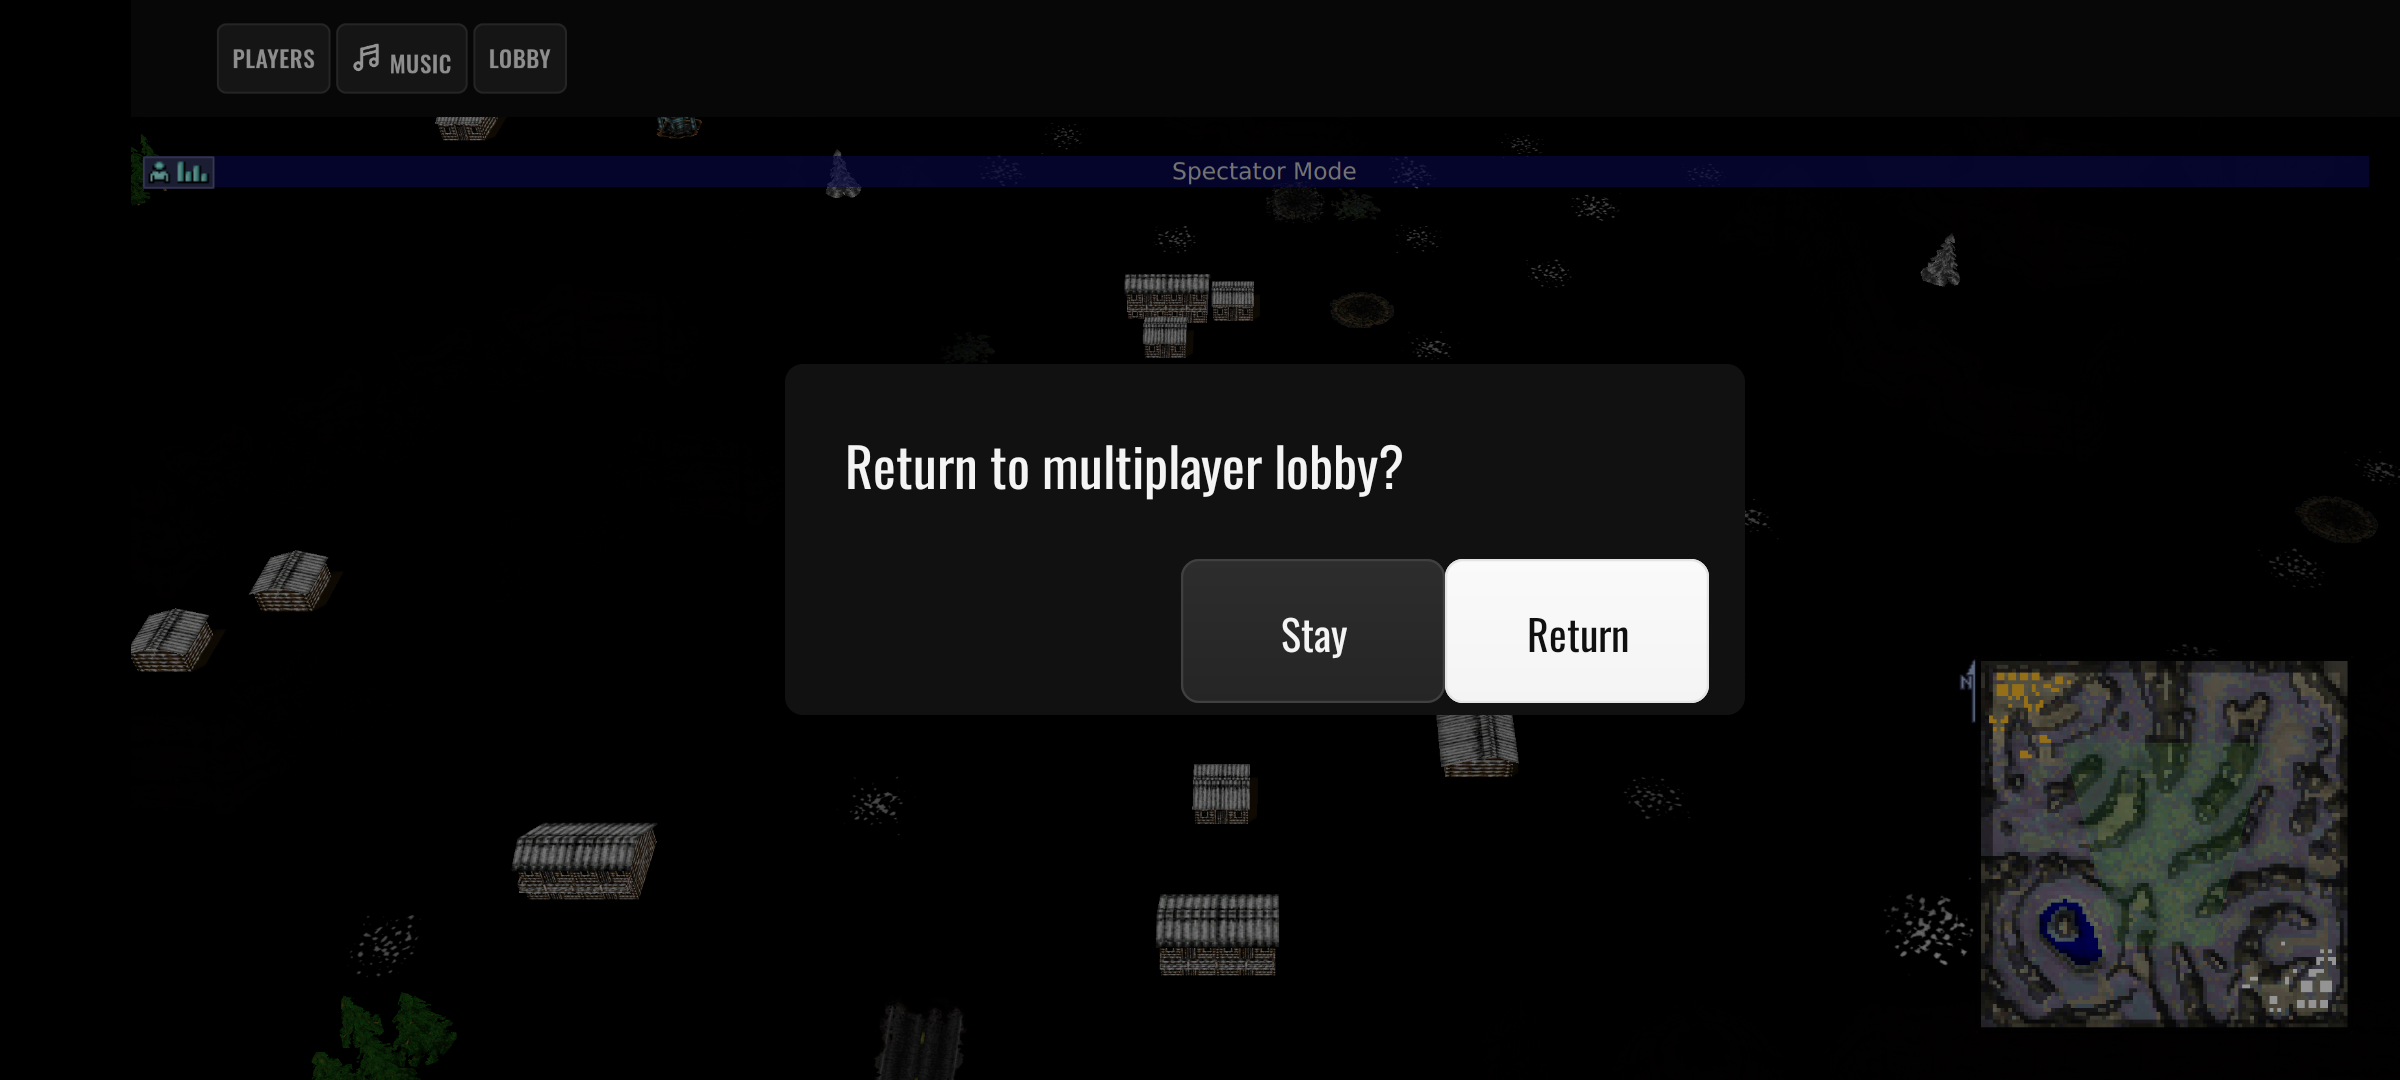 PLAYERS
MUSIC
LOBBY
Spectator Mode
Return to multiplayer lobby?
Stay
Return
N